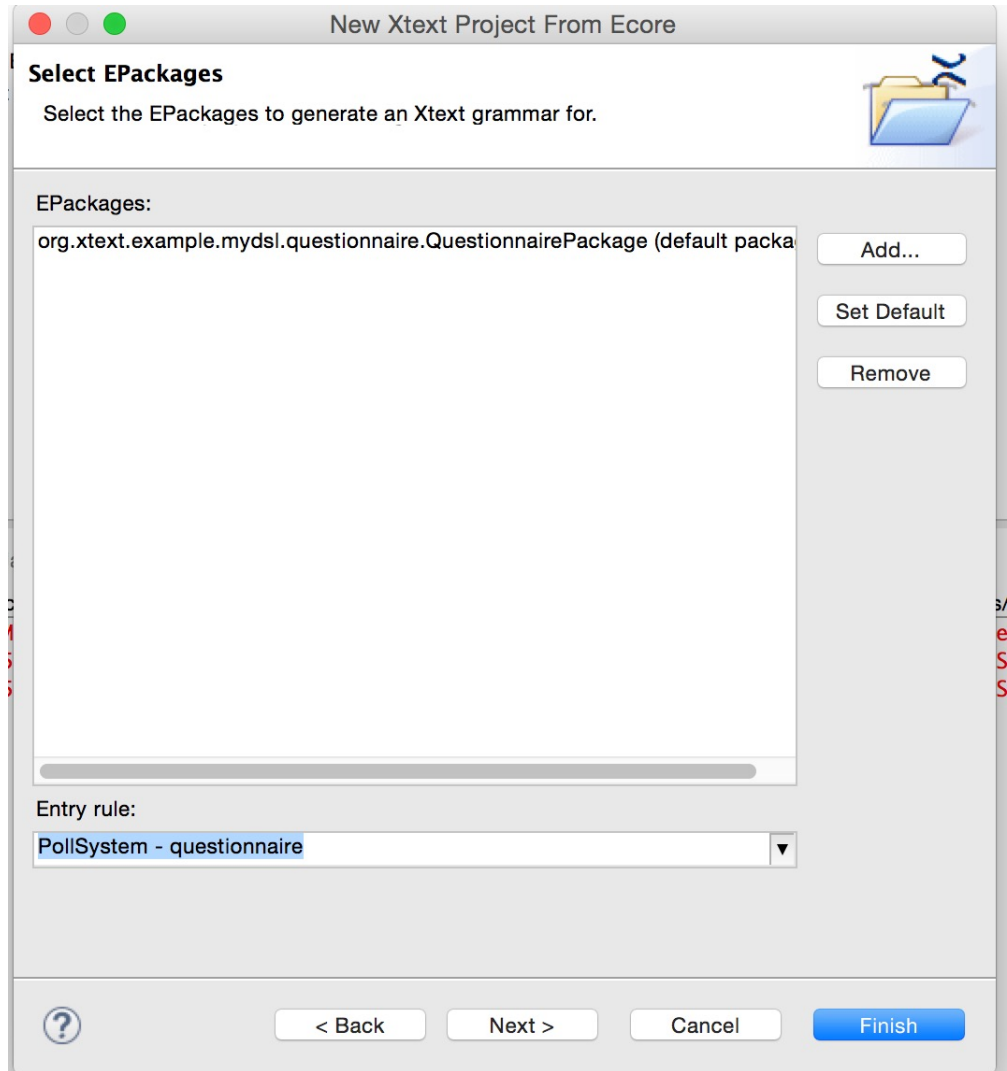 New Xtext Project From Ecore
Select EPackages
Select the EPackages to generate an Xtext grammar for.
EPackages:
org.xtext.example.mydsl.questionnaire.QuestionnairePackage (default packa
Add...
Set Default
Remove
Entry rule:
PollSystem - questionnaire
?
< Back
Next >
Cancel
Finish